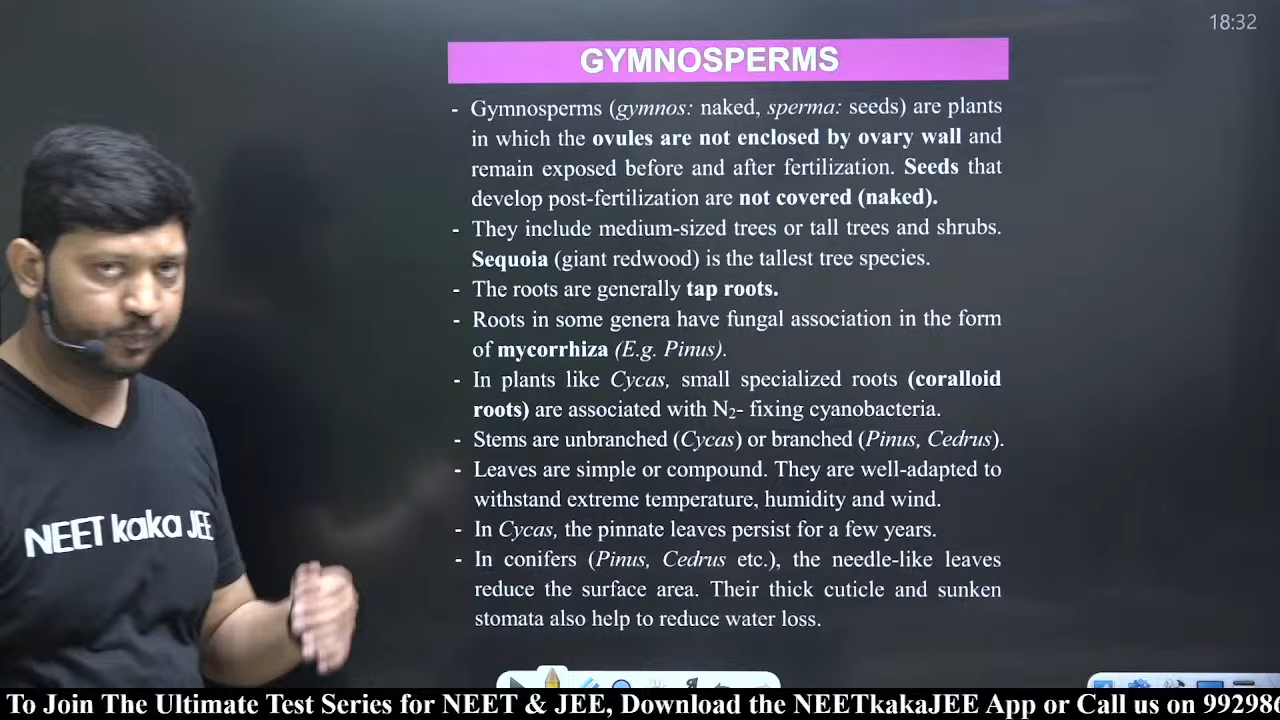 18:32
GYMNOSPERMS
- Gymnosperms (gymnos: naked, sperma: seeds) are plants
in which the ovules are not enclosed by ovary wall and
remain exposed before and after fertilization. Seeds that
develop post-fertilization are not covered (naked).
- They include medium-sized trees or tall trees and shrubs.
Sequoia (giant redwood) is the tallest tree species.
- The roots are generally tap roots.
- Roots in some genera have fungal association in the form
of mycorrhiza (E.g. Pinus).
- In plants like Cycas, small specialized roots (coralloid
roots) are associated with N₂- fixing cyanobacteria.
- Stems are unbranched (Cycas) or branched (Pinus, Cedrus).
- Leaves are simple or compound. They are well-adapted to
withstand extreme temperature, humidity and wind.
- In Cycas, the pinnate leaves persist for a few years.
- In conifers (Pinus, Cedrus etc.), the needle-like leaves
reduce the surface area. Their thick cuticle and sunken
stomata also help to reduce water loss.
NEET kaka JEE
To Join The Ultimate Test Series for NEET & JEE, Download the NEETkakaJEE App or Call us on